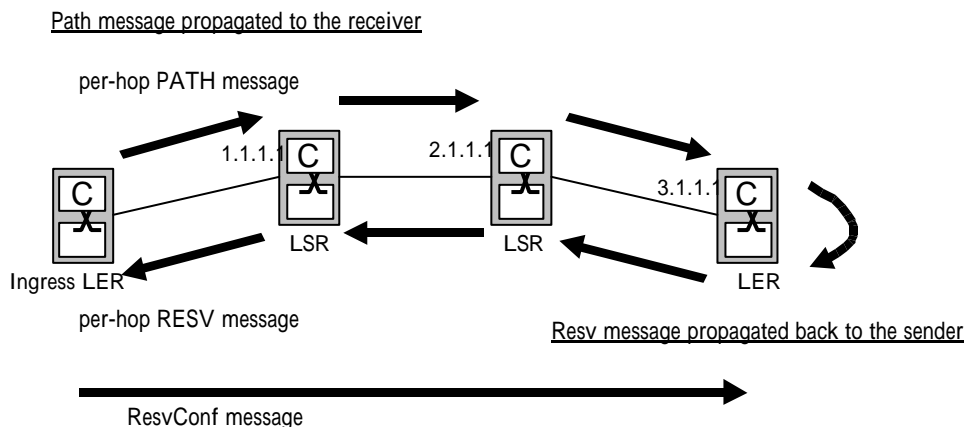 Path message propagated to the receiver
per-hop PATH message
1.1.1.1
C
2.1.1.1
C
3.1.1.1
C
C
LSR
LSR
Ingress LER
LER
per-hop RESV message
Resv message propagated back to the sender
ResvConf message